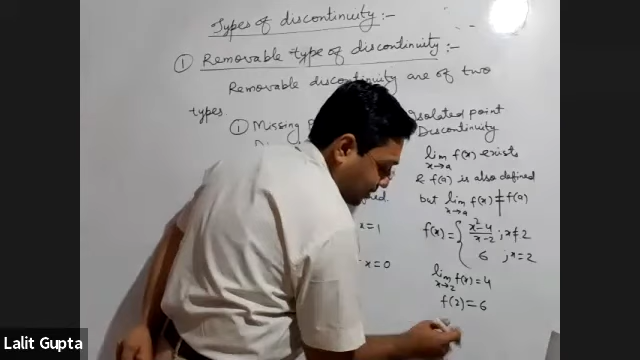 Types of discontinuity :-
① Removable type of discontinuity :-
Removable discontinuity are of two
types.
① Missing
Isolated point
Discontinuity
lim f(x) exists
x→a
& f(a) is also defined
but lim f(x) ≠ f(a)
x→a
f(x) = { x²-4/x-2 ; x≠2
6 ; x=2
x=1
x=0
lim f(x) = 4
x→2
f(2) = 6
Lalit Gupta